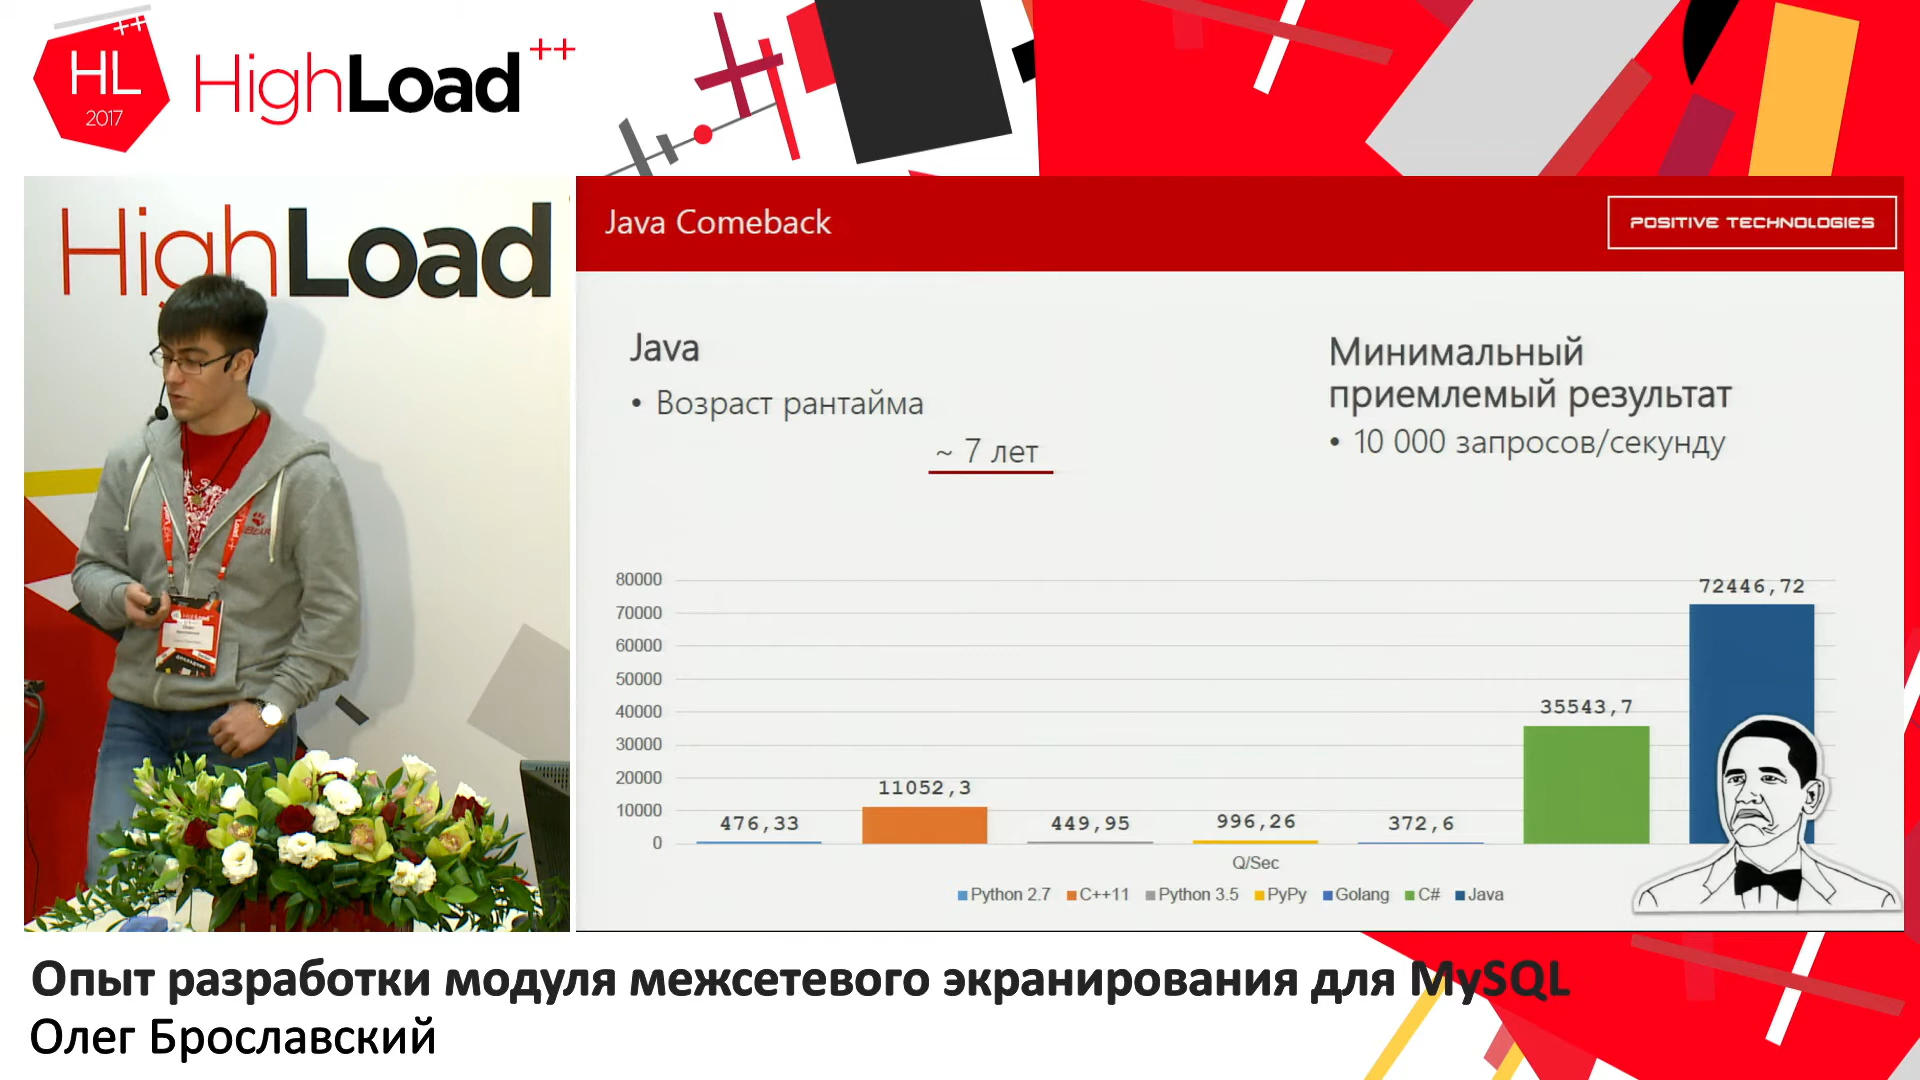 HL++
2017
HighLoad++
HighLoad
Java Comeback
POSITIVE TECHNOLOGIES
Java
• Возраст рантайма
~ 7 лет
Минимальный
приемлемый результат
• 10 000 запросов/секунду
80000
70000
60000
50000
40000
30000
20000
10000
0
476,33
11052,3
449,95
996,26
372,6
35543,7
72446,72
Q/Sec
Python 2.7
C++11
Python 3.5
PyPy
Golang
C#
Java
Опыт разработки модуля межсетевого экранирования для MySQL
Олег Брославский